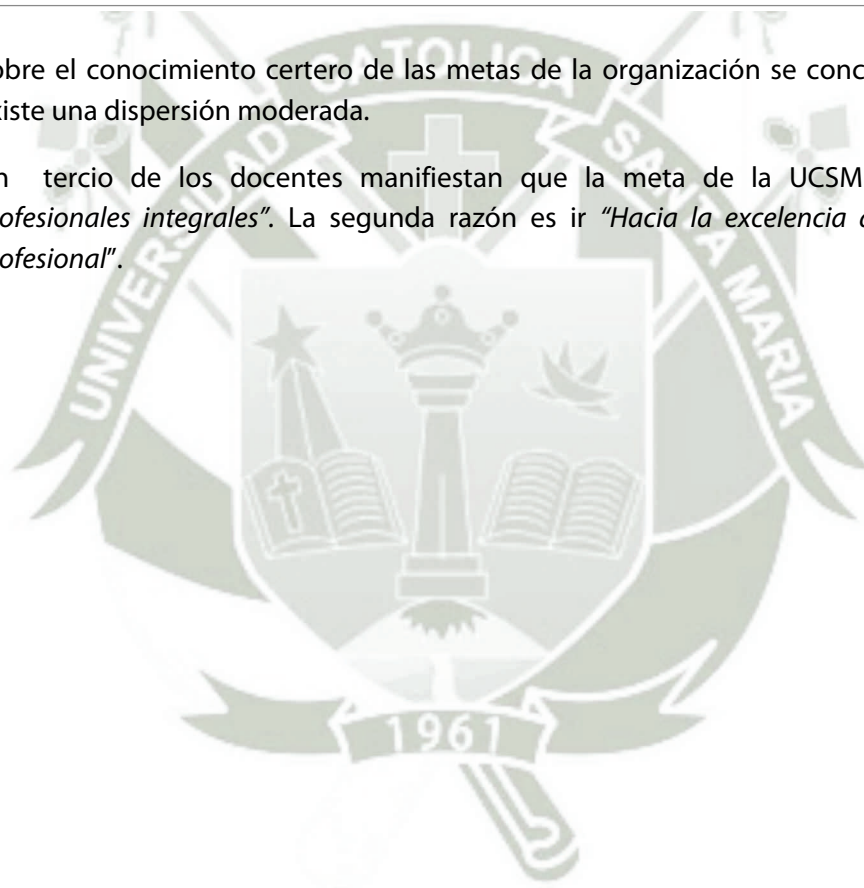 obre el conocimiento certero de las metas de la organización se conc
xiste una dispersión moderada.
n tercio de los docentes manifiestan que la meta de la UCSM
ofesionales integrales”. La segunda razón es ir “Hacia la excelencia
ofesional”.
UNIVERSIDAD CATOLICA SANTA MARIA
1961